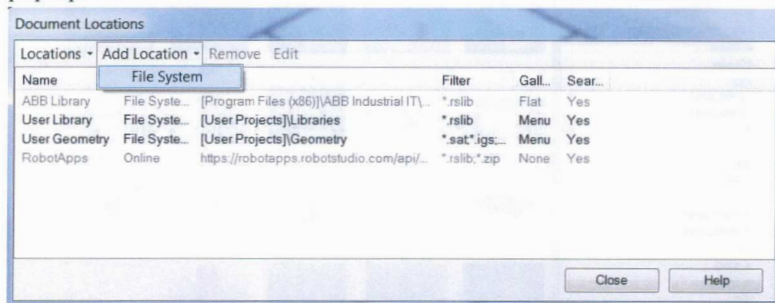 Document Locations
Locations Add Location Remove Edit
File System
Name Filter Gall... Sear...
ABB Library File Syste... [Program Files (x86)]\ABB Industrial IT\... *.rslib Flat Yes
User Library File Syste... [User Projects]\Libraries *.rslib Menu Yes
User Geometry File Syste... [User Projects]\Geometry *.sat;*.igs;... Menu Yes
RobotApps Online https://robotapps.robotstudio.com/api/... *.rslib;*.zip None Yes
Close Help